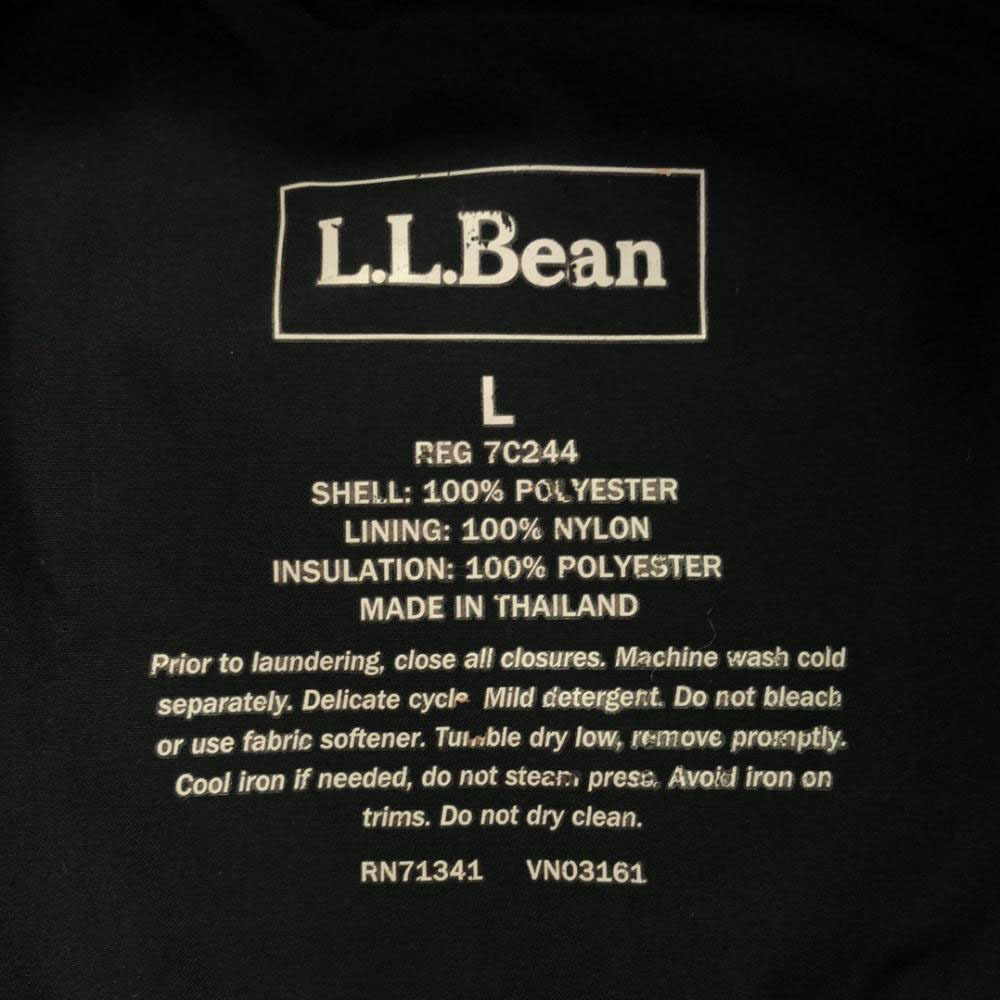 L.L.Bean
L
REG 7C244
SHELL: 100% POLYESTER
LINING: 100% NYLON
INSULATION: 100% POLYESTER
MADE IN THAILAND
Prior to laundering, close all closures. Machine wash cold
separately. Delicate cycle Mild detergent. Do not bleach
or use fabric softener. Tumble dry low, remove promptly.
Cool iron if needed, do not steam press. Avoid iron on
trims. Do not dry clean.
RN71341 VN03161